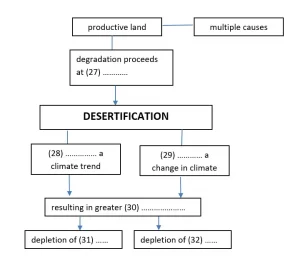 productive land
multiple causes
degradation proceeds
at (27) ............
DESERTIFICATION
(28) ............... a
climate trend
(29) ............ a
change in climate
resulting in greater (30) .....................
depletion of (31) ......
depletion of (32) ......